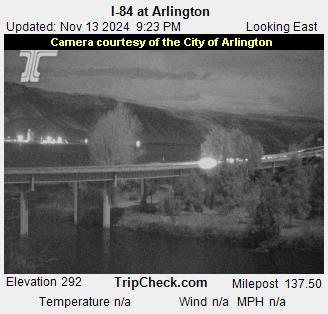 I-84 at Arlington
Updated: Nov 13 2024 9:23 PM Looking East
Camera courtesy of the City of Arlington
Elevation 292 TripCheck.com Milepost 137.50
Temperature n/a Wind n/a MPH n/a